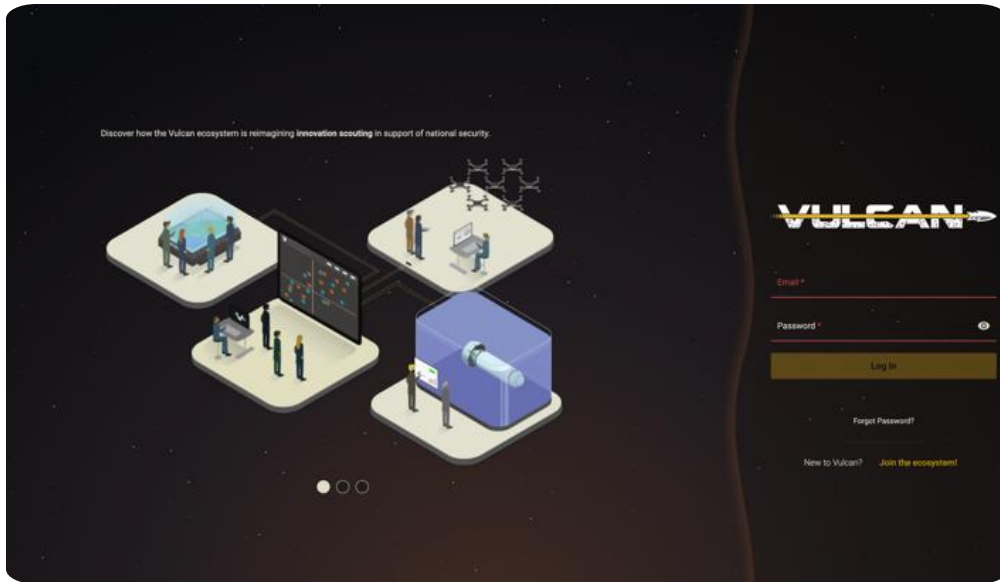 Discover how the Vulcan ecosystem is reimagining innovation scouting in support of national security.
VULCAN
Email *
Password *
Log In
Forgot Password?
New to Vulcan? Join the ecosystem!